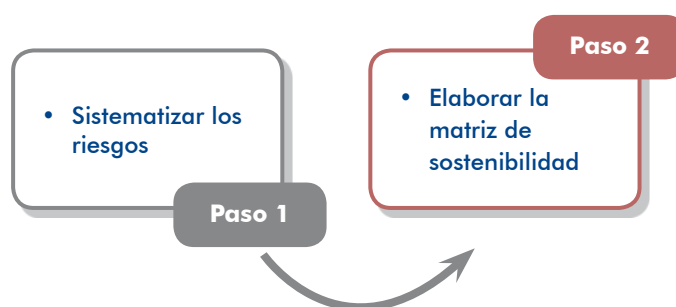 • Sistematizar los
riesgos
Paso 1
Paso 2
• Elaborar la
matriz de
sostenibilidad